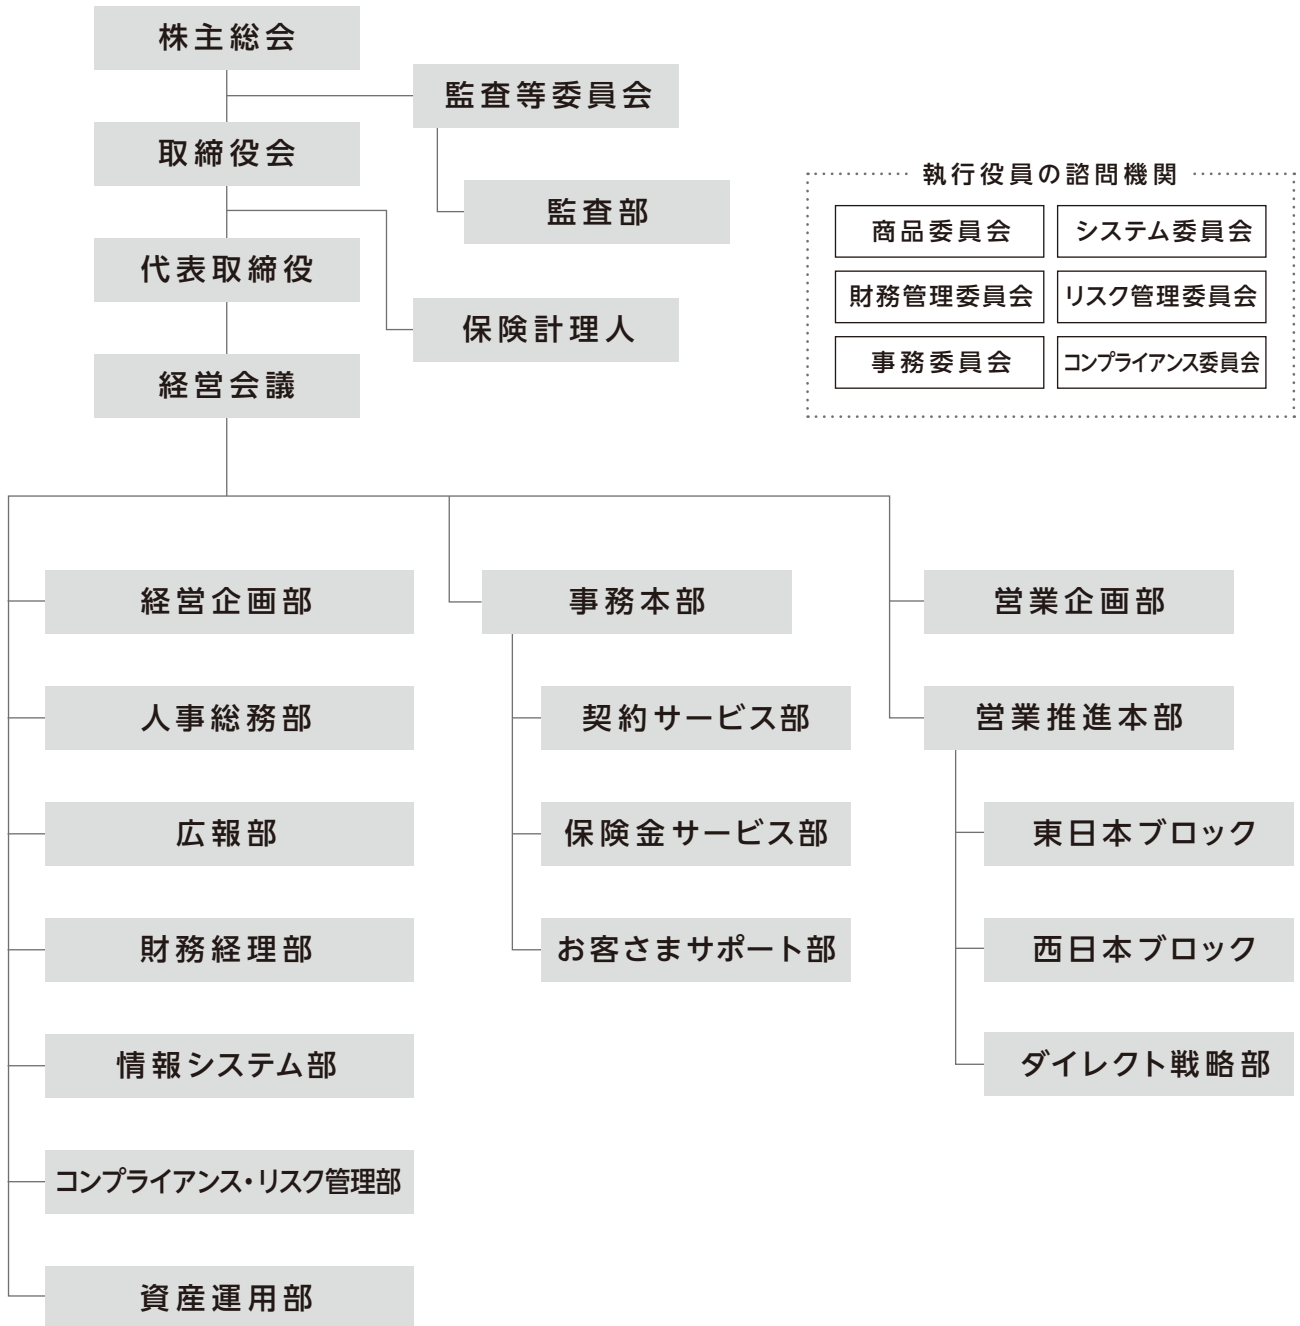 株主総会
監査等委員会
取締役会
監査部
代表取締役
保険計理人
経営会議
執行役員の諮問機関
商品委員会
システム委員会
財務管理委員会
リスク管理委員会
事務委員会
コンプライアンス委員会
経営企画部
人事総務部
広報部
財務経理部
情報システム部
コンプライアンス・リスク管理部
資産運用部
事務本部
契約サービス部
保険金サービス部
お客さまサポート部
営業企画部
営業推進本部
東日本ブロック
西日本ブロック
ダイレクト戦略部